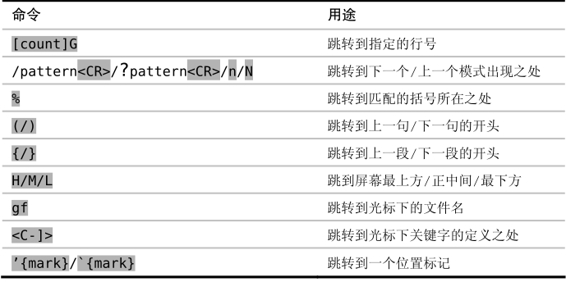 命令 用途
[count]G 跳转到指定的行号
/pattern<CR>/?pattern<CR>/n/N 跳转到下一个/上一个模式出现之处
% 跳转到匹配的括号所在之处
(/) 跳转到上一句/下一句的开头
{/} 跳转到上一段/下一段的开头
H/M/L 跳到屏幕最上方/正中间/最下方
gf 跳转到光标下的文件名
<C-]> 跳转到光标下关键字的定义之处
’{mark}/`{mark} 跳转到一个位置标记